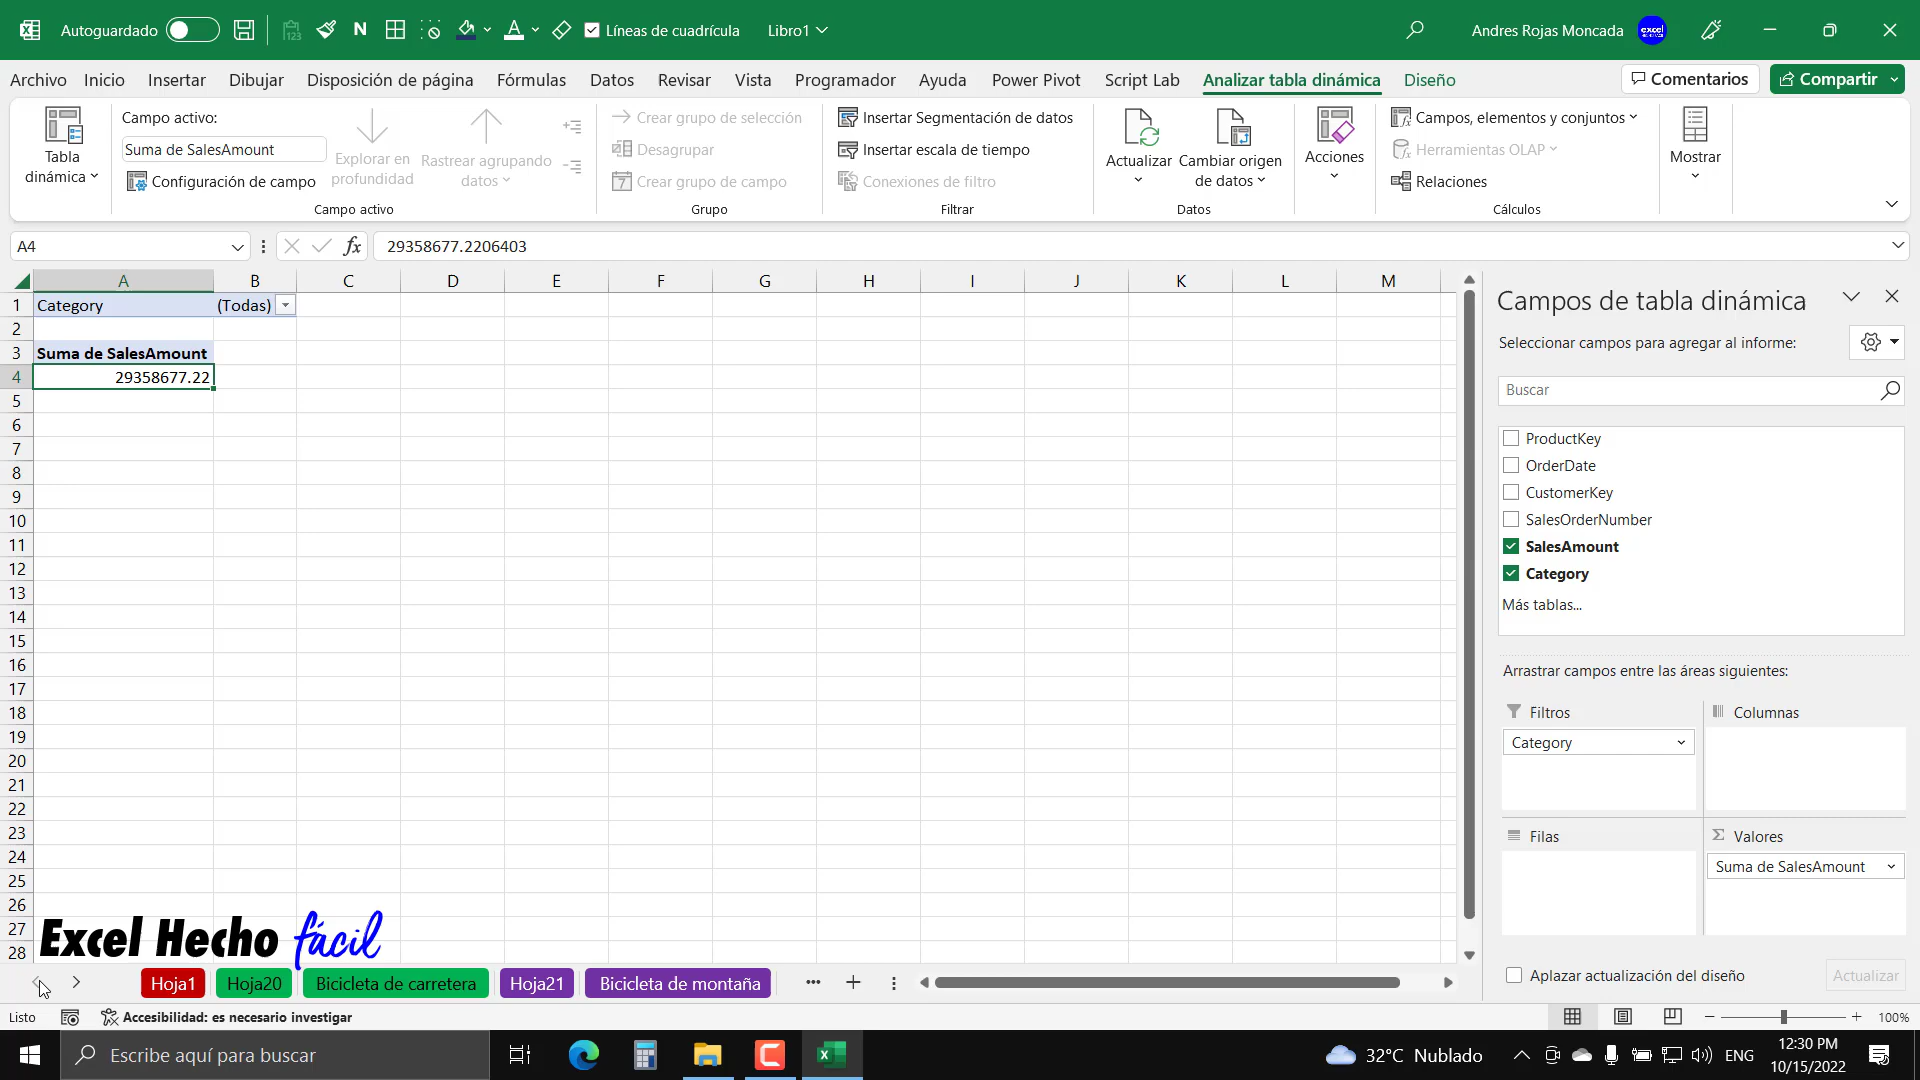 Autoguardado
123
N
A
Líneas de cuadrícula
Libro1
Andres Rojas Moncada
Archivo Inicio Insertar Dibujar Disposición de página Fórmulas Datos Revisar Vista Programador Ayuda Power Pivot Script Lab Analizar tabla dinámica Diseño
Comentarios
Compartir
Tabla
dinámica
Campo activo:
Suma de SalesAmount
Configuración de campo
Explorar en
profundidad
Rastrear agrupando
datos
Campo activo
Crear grupo de selección
Desagrupar
Crear grupo de campo
Grupo
Insertar Segmentación de datos
Insertar escala de tiempo
Conexiones de filtro
Filtrar
Actualizar
Cambiar origen
de datos
Datos
Acciones
Campos, elementos y conjuntos
Herramientas OLAP
Relaciones
Cálculos
Mostrar
A4
fx
29358677.2206403
A B C D E F G H I J K L M
1 Category (Todas)
2
3 Suma de SalesAmount
4 29358677.22
5
6
7
8
9
10
11
12
13
14
15
16
17
18
19
20
21
22
23
24
25
26
27
28
Excel Hecho fácil
Campos de tabla dinámica
Seleccionar campos para agregar al informe:
Buscar
ProductKey
OrderDate
CustomerKey
SalesOrderNumber
SalesAmount
Category
Más tablas...
Arrastrar campos entre las áreas siguientes:
Filtros
Category
Columnas
Filas
Σ Valores
Suma de SalesAmount
Aplazar actualización del diseño
Actualizar
Hoja1 Hoja20 Bicicleta de carretera Hoja21 Bicicleta de montaña ...
Listo
Accesibilidad: es necesario investigar
100%
Escribe aquí para buscar
32°C Nublado
ENG
12:30 PM
10/15/2022